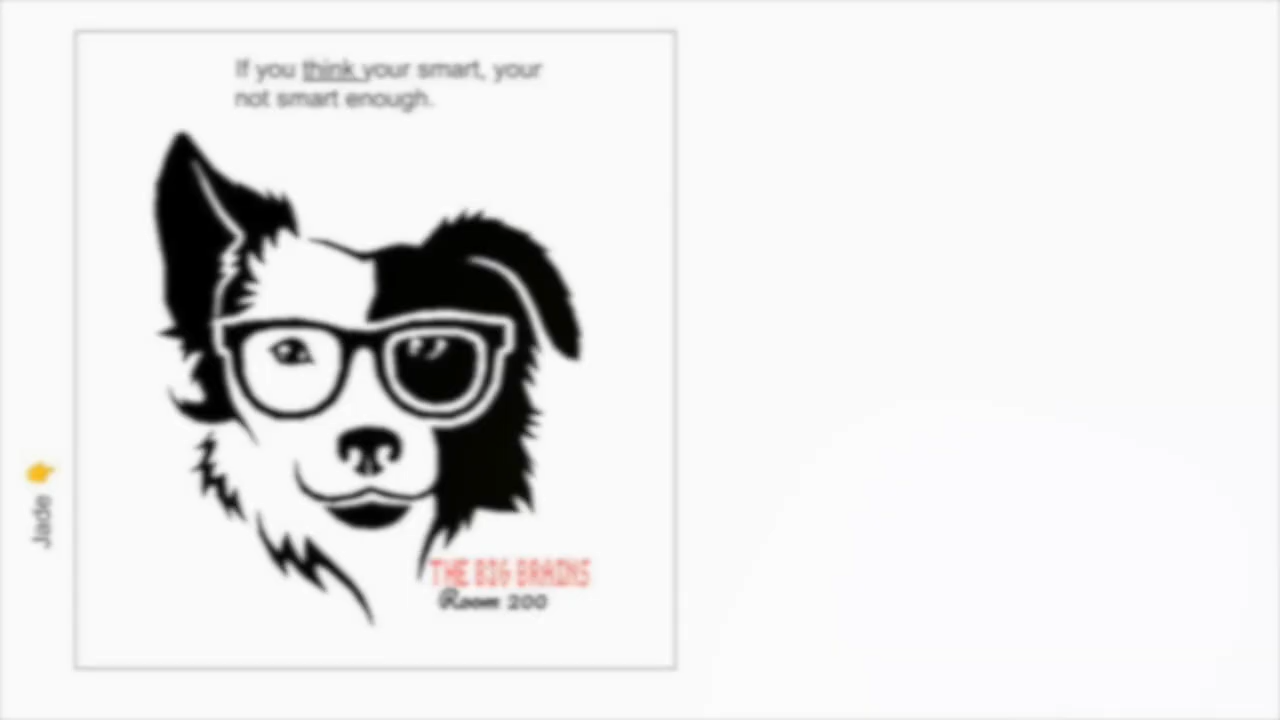 If you think your smart, your
not smart enough.
THE BIG BRAINS
Room 200
Jade 👈